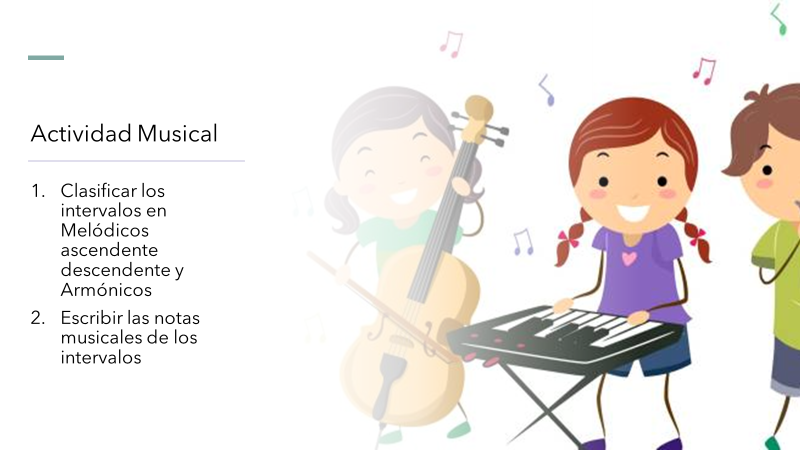 Actividad Musical
1. Clasificar los
intervalos en
Melódicos
ascendente
descendente y
Armónicos
2. Escribir las notas
musicales de los
intervalos